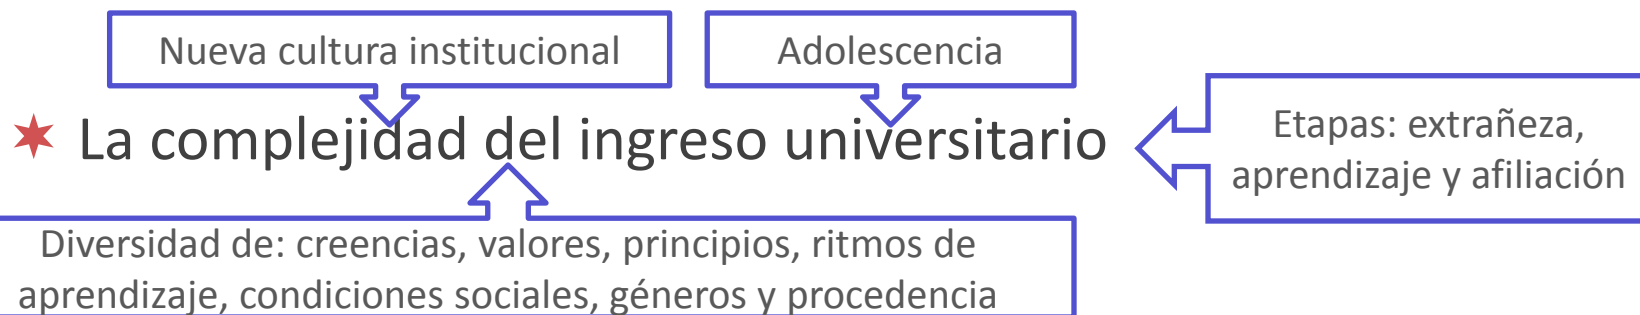 Nueva cultura institucional
Adolescencia
La complejidad del ingreso universitario
Etapas: extrañeza,
aprendizaje y afiliación
Diversidad de: creencias, valores, principios, ritmos de
aprendizaje, condiciones sociales, géneros y procedencia